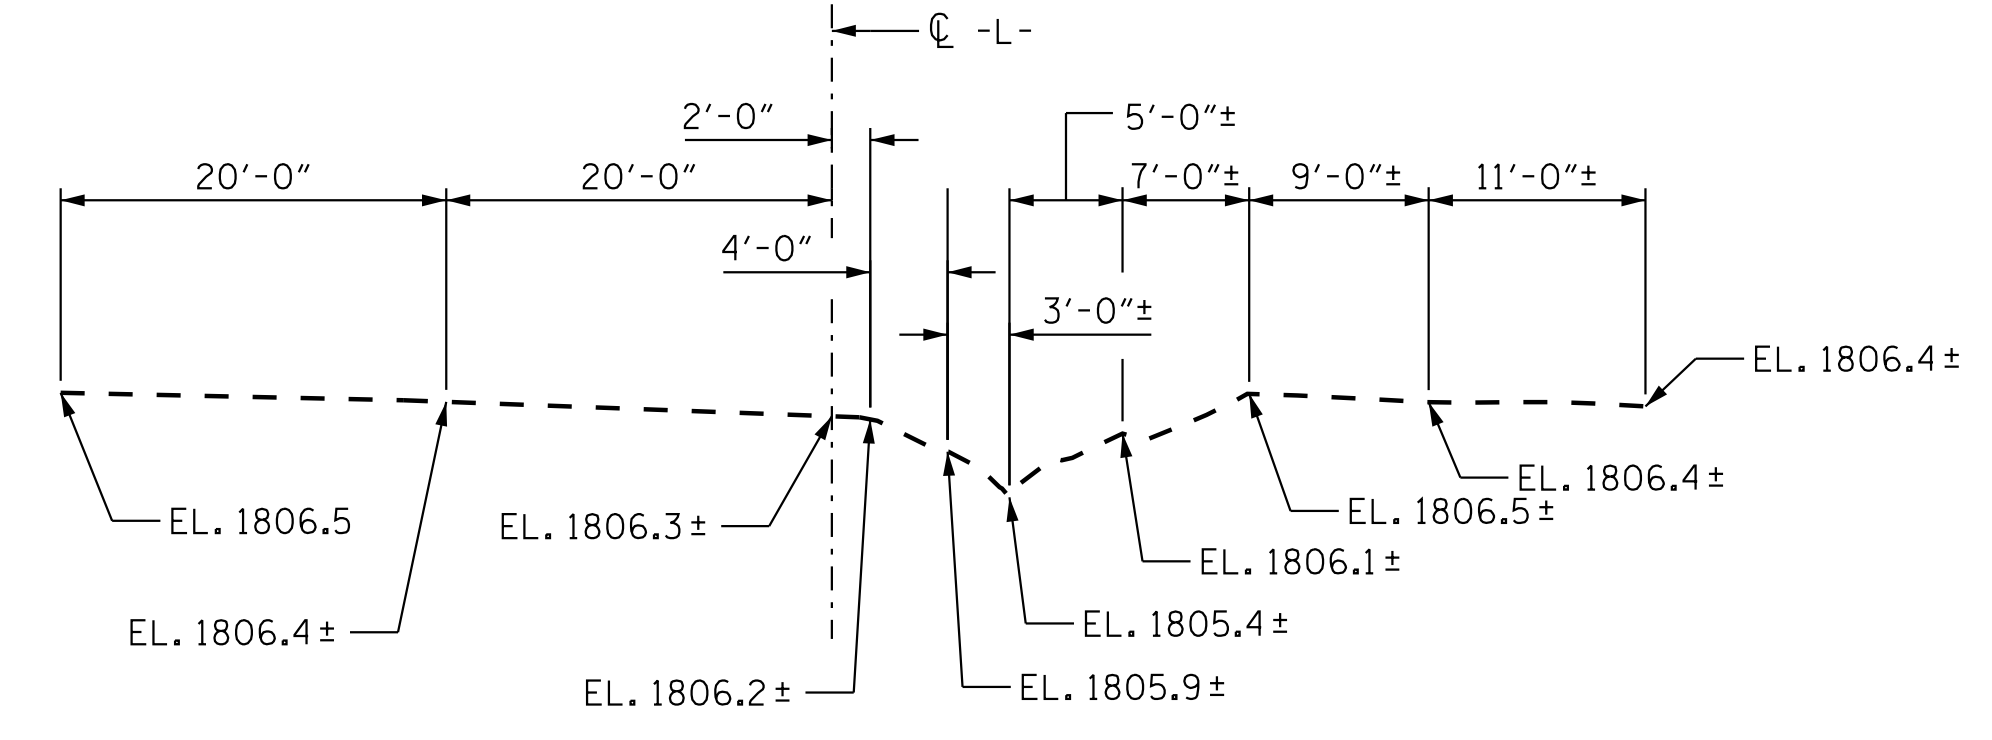 ℄ -L-
2'-0"
5'-0"±
20'-0"
20'-0"
7'-0"±
9'-0"±
11'-0"±
4'-0"
3'-0"±
EL. 1806.4±
EL. 1806.4±
EL. 1806.5±
EL. 1806.5
EL. 1806.3±
EL. 1806.1±
EL. 1805.4±
EL. 1806.4±
EL. 1805.9±
EL. 1806.2±